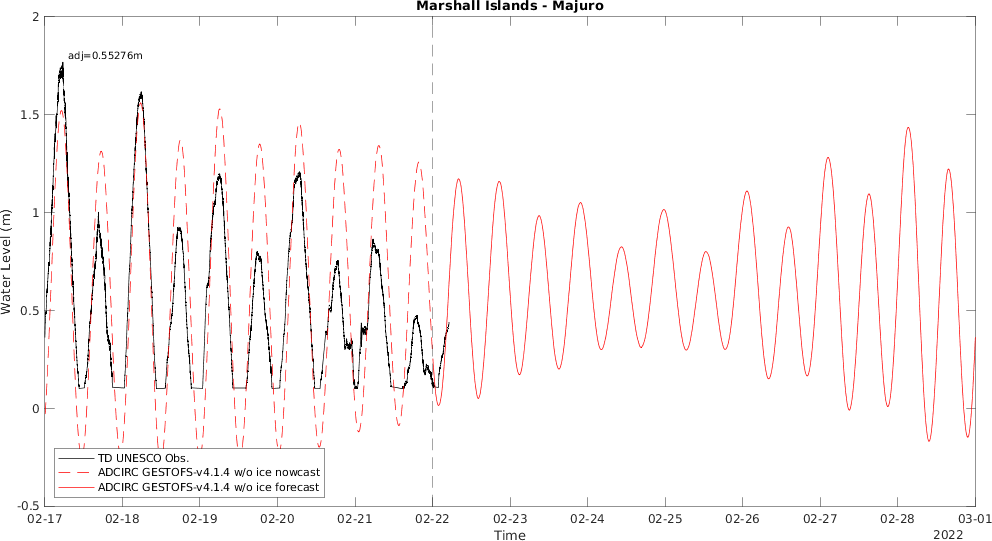 Marshall Islands - Majuro
adj=0.55276m
Water Level (m)
2
1.5
1
0.5
0
-0.5
TD UNESCO Obs.
ADCIRC GESTOFS-v4.1.4 w/o ice nowcast
ADCIRC GESTOFS-v4.1.4 w/o ice forecast
02-17 02-18 02-19 02-20 02-21 02-22 02-23 02-24 02-25 02-26 02-27 02-28 03-01
Time
2022